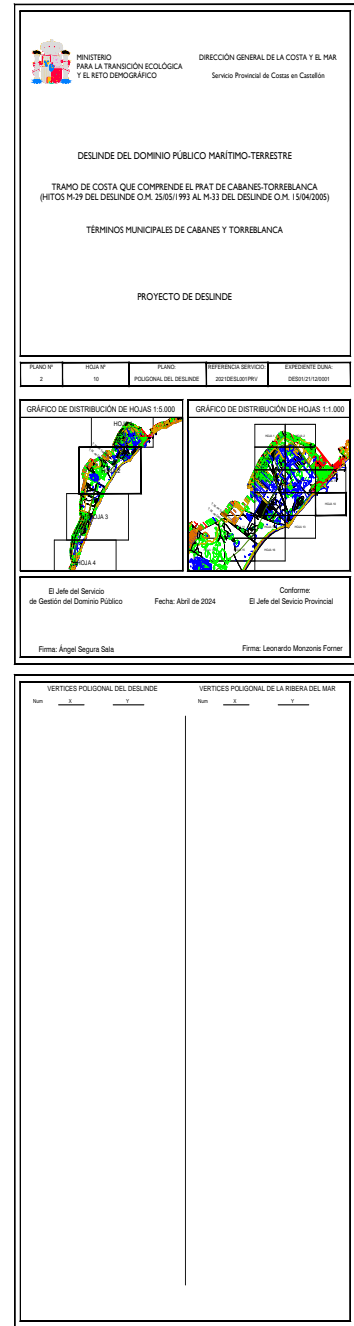 MINISTERIO
PARA LA TRANSICIÓN ECOLÓGICA
Y EL RETO DEMOGRÁFICO
DIRECCIÓN GENERAL DE LA COSTA Y EL MAR
Servicio Provincial de Costas en Castellón
DESLINDE DEL DOMINIO PÚBLICO MARÍTIMO-TERRESTRE
TRAMO DE COSTA QUE COMPRENDE EL PRAT DE CABANES-TORREBLANCA
(HITOS M-29 DEL DESLINDE O.M. 25/05/1993 AL M-33 DEL DESLINDE O.M. 15/04/2005)
TÉRMINOS MUNICIPALES DE CABANES Y TORREBLANCA
PROYECTO DE DESLINDE
PLANO Nº HOJA Nº PLANO: REFERENCIA SERVICIO: EXPEDIENTE DUNA:
2 10 POLIGONAL DEL DESLINDE 2021DESL001PRV DES01/21/12/0001
GRÁFICO DE DISTRIBUCIÓN DE HOJAS 1:5.000
GRÁFICO DE DISTRIBUCIÓN DE HOJAS 1:1.000
HOJA 3
HOJA 4
El Jefe del Servicio
de Gestión del Dominio Público
Fecha: Abril de 2024
Conforme:
El Jefe del Sevicio Provincial
Firma: Ángel Segura Sala
Firma: Leonardo Monzonis Forner
VERTICES POLIGONAL DEL DESLINDE
VERTICES POLIGONAL DE LA RIBERA DEL MAR
Num X Y
Num X Y